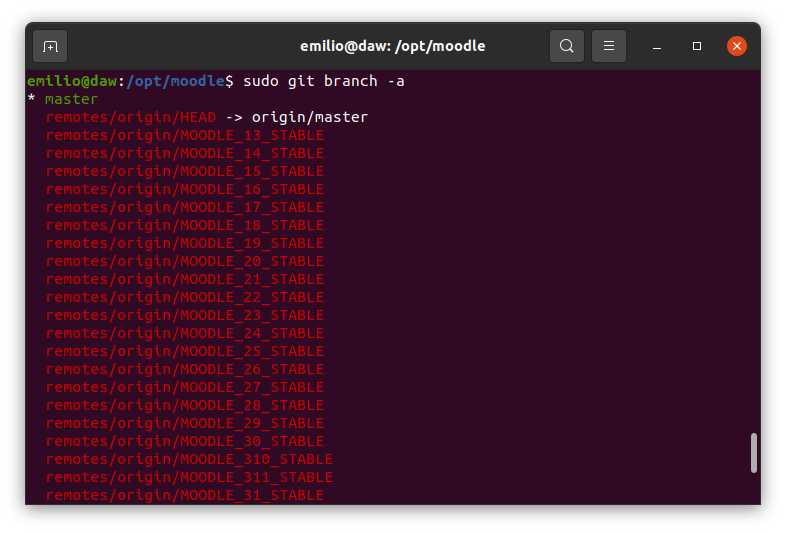 emilio@daw: /opt/moodle
emilio@daw:/opt/moodle$ sudo git branch -a
* master
  remotes/origin/HEAD -> origin/master
  remotes/origin/MOODLE_13_STABLE
  remotes/origin/MOODLE_14_STABLE
  remotes/origin/MOODLE_15_STABLE
  remotes/origin/MOODLE_16_STABLE
  remotes/origin/MOODLE_17_STABLE
  remotes/origin/MOODLE_18_STABLE
  remotes/origin/MOODLE_19_STABLE
  remotes/origin/MOODLE_20_STABLE
  remotes/origin/MOODLE_21_STABLE
  remotes/origin/MOODLE_22_STABLE
  remotes/origin/MOODLE_23_STABLE
  remotes/origin/MOODLE_24_STABLE
  remotes/origin/MOODLE_25_STABLE
  remotes/origin/MOODLE_26_STABLE
  remotes/origin/MOODLE_27_STABLE
  remotes/origin/MOODLE_28_STABLE
  remotes/origin/MOODLE_29_STABLE
  remotes/origin/MOODLE_30_STABLE
  remotes/origin/MOODLE_310_STABLE
  remotes/origin/MOODLE_311_STABLE
  remotes/origin/MOODLE_31_STABLE